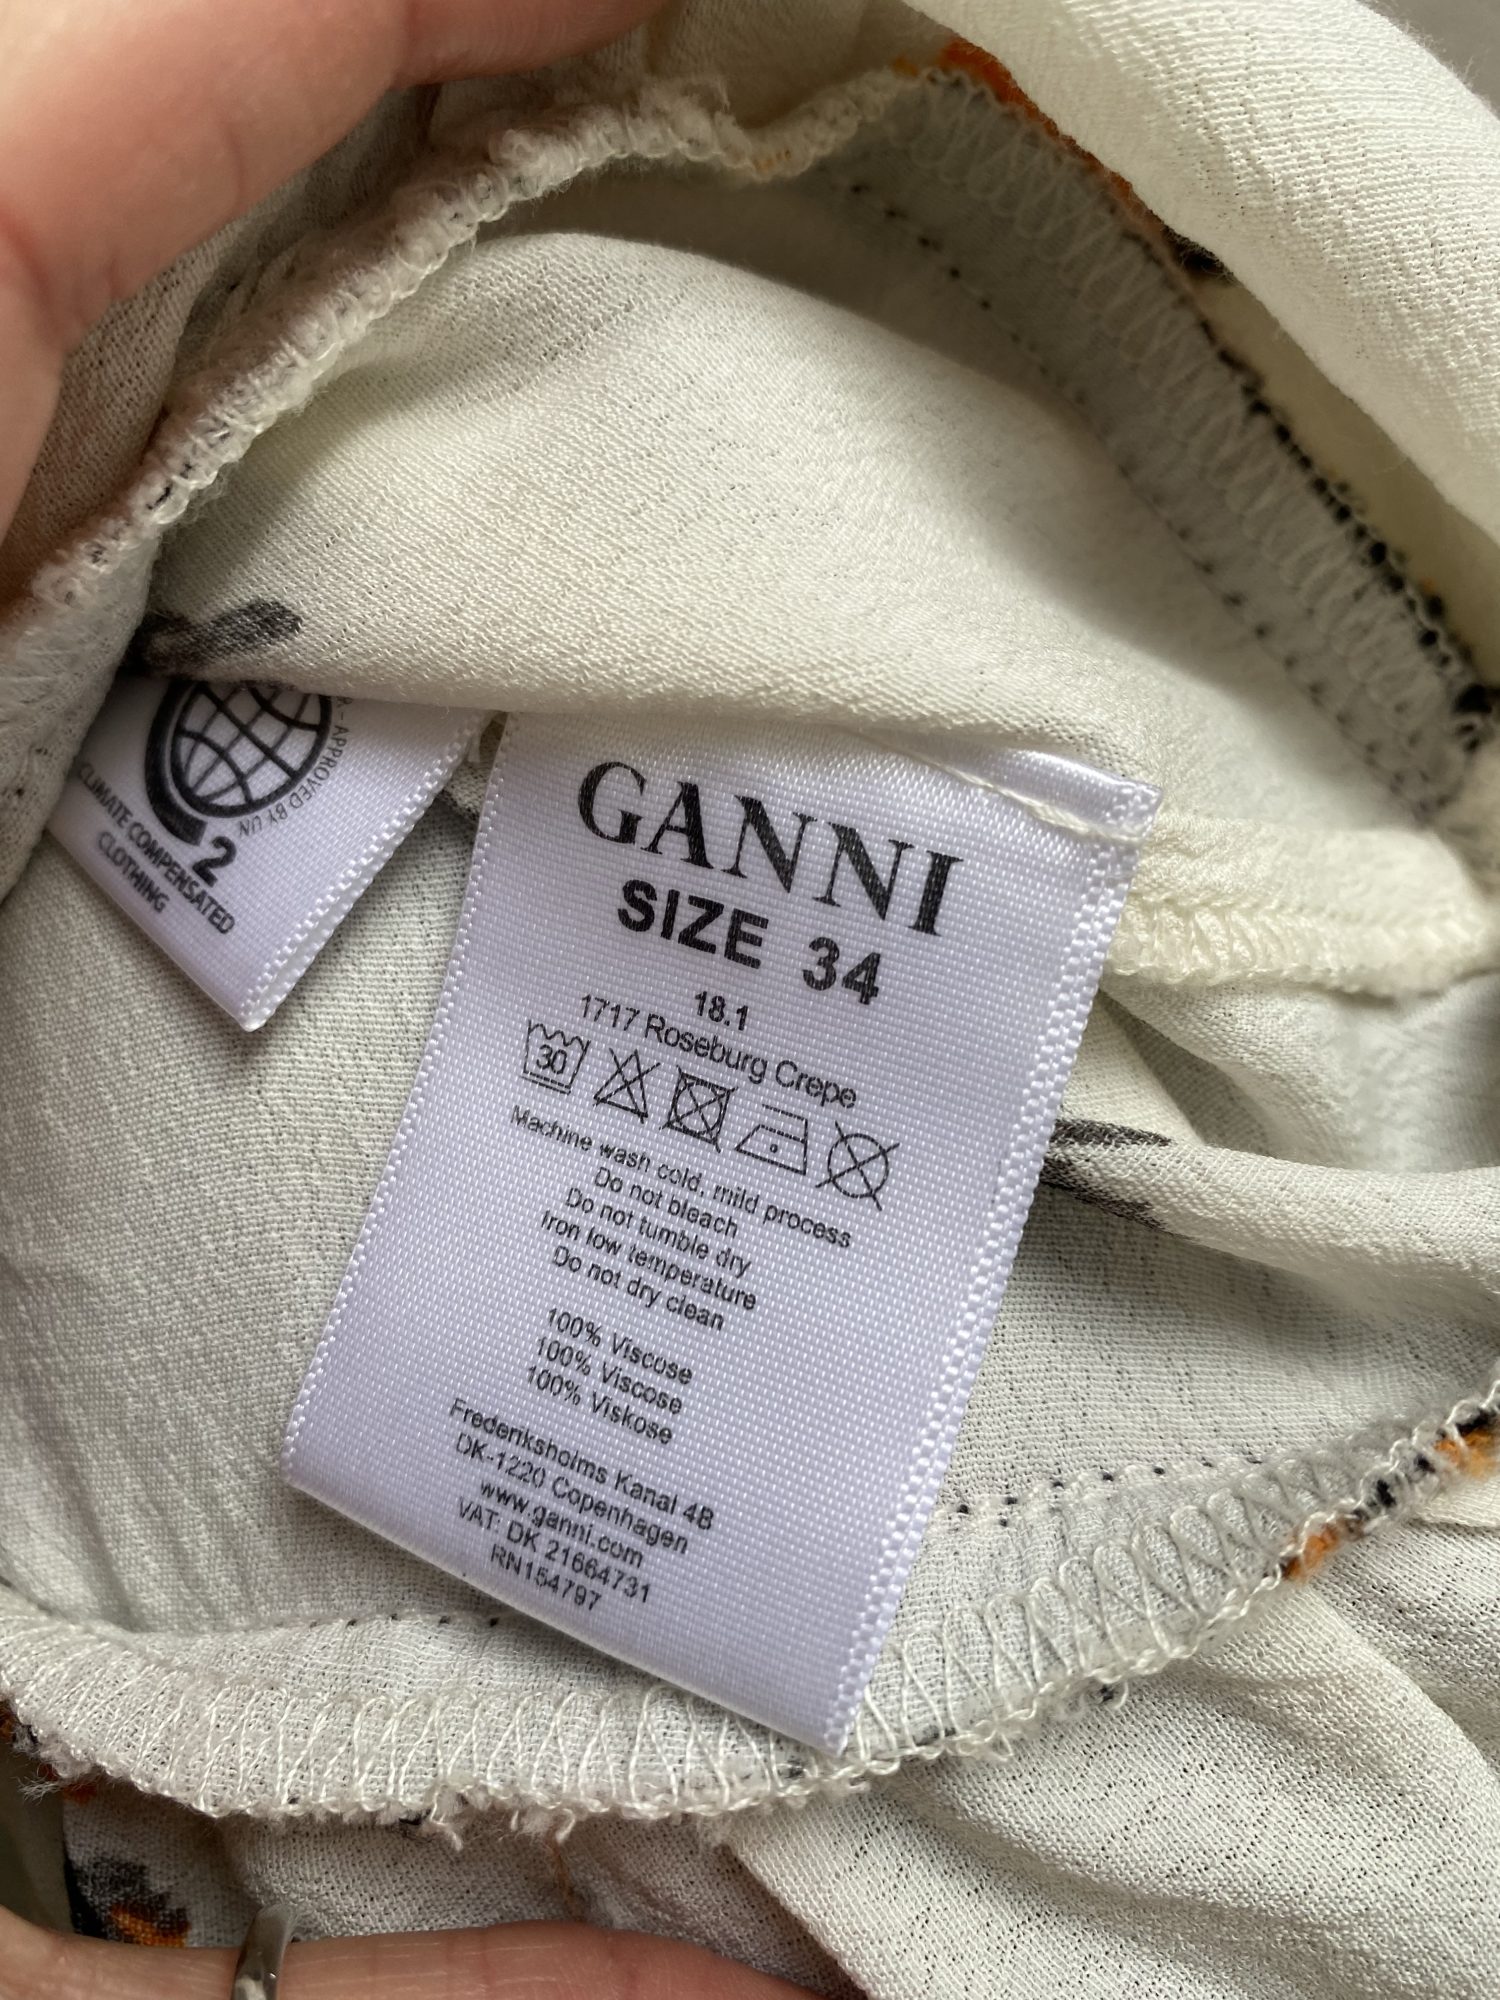 R - APPROVED BY UN
2
CLIMATE COMPENSATED
CLOTHING
GANNI
SIZE 34
18.1
1717 Roseburg Crepe
30
Machine wash cold, mild process
Do not bleach
Do not tumble dry
Iron low temperature
Do not dry clean
100% Viscose
100% Viscose
100% Viskose
Frederiksholms Kanal 4B
DK-1220 Copenhagen
www.ganni.com
VAT: DK 21664731
RN154797